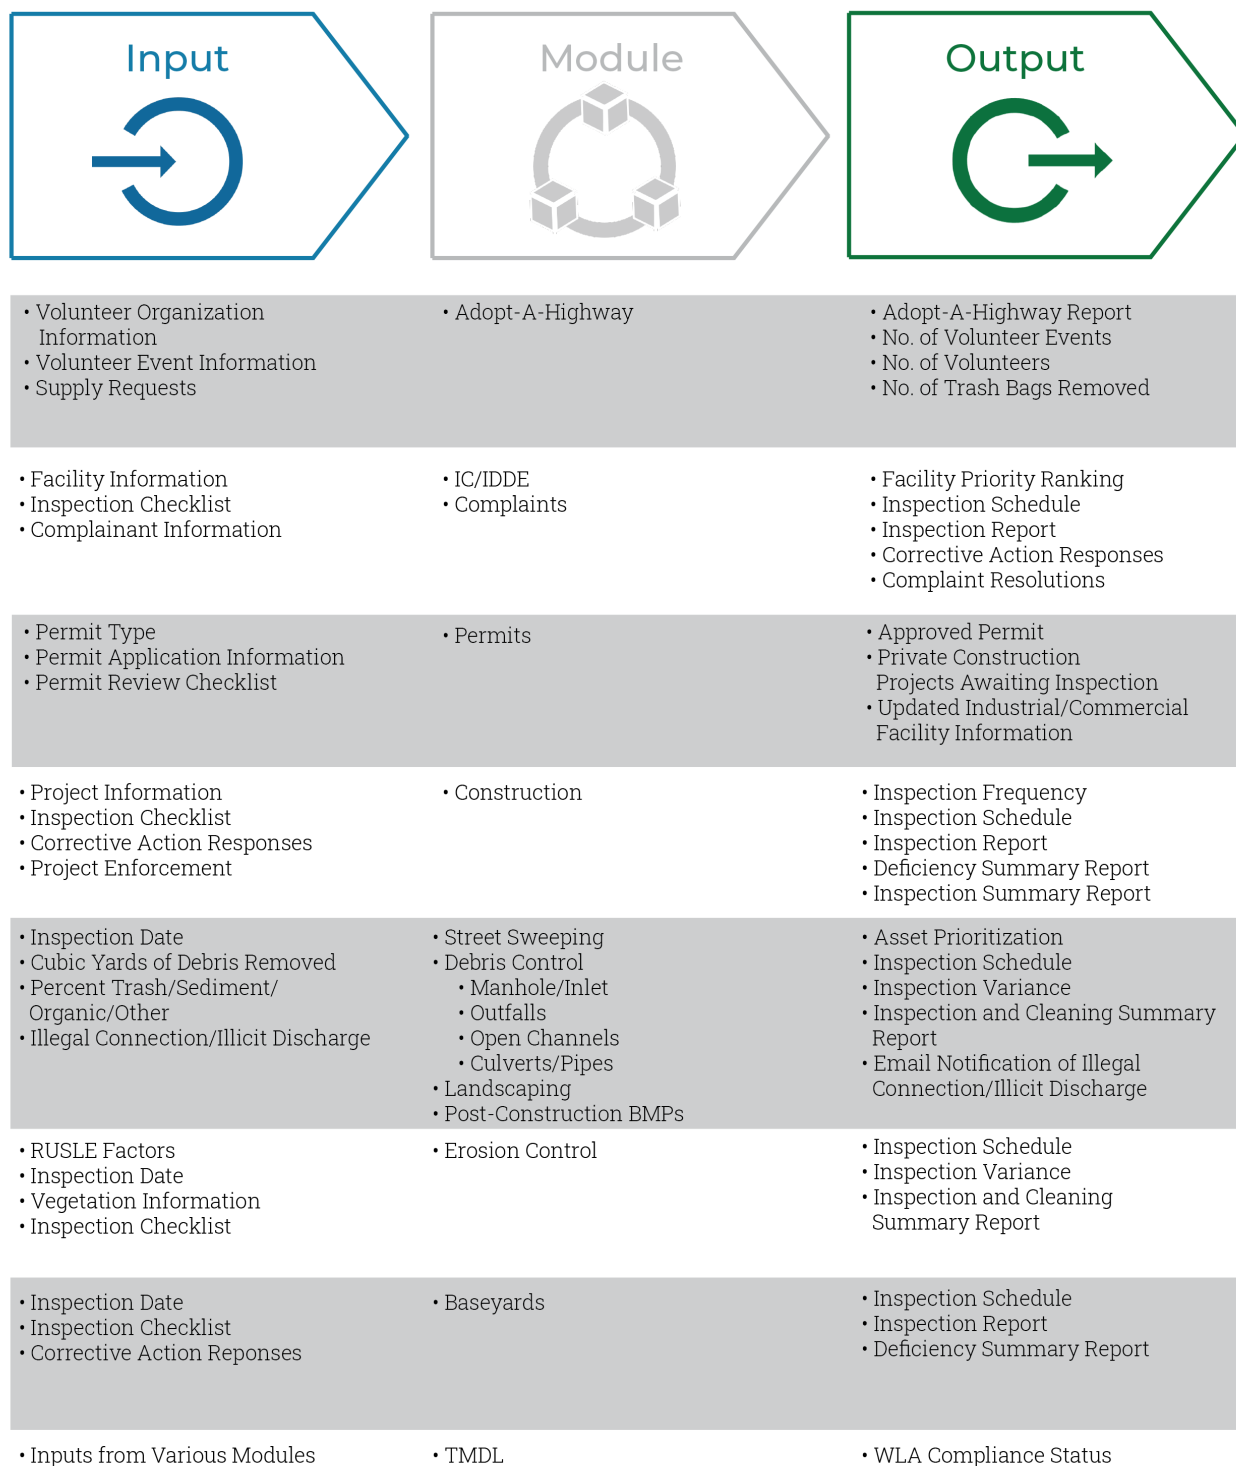 Input
Module
Output
• Volunteer Organization
Information
• Volunteer Event Information
• Supply Requests
• Adopt-A-Highway
• Adopt-A-Highway Report
• No. of Volunteer Events
• No. of Volunteers
• No. of Trash Bags Removed
• Facility Information
• Inspection Checklist
• Complainant Information
• IC/IDDE
• Complaints
• Facility Priority Ranking
• Inspection Schedule
• Inspection Report
• Corrective Action Responses
• Complaint Resolutions
• Permit Type
• Permit Application Information
• Permit Review Checklist
• Permits
• Approved Permit
• Private Construction
Projects Awaiting Inspection
• Updated Industrial/Commercial
Facility Information
• Project Information
• Inspection Checklist
• Corrective Action Responses
• Project Enforcement
• Construction
• Inspection Frequency
• Inspection Schedule
• Inspection Report
• Deficiency Summary Report
• Inspection Summary Report
• Inspection Date
• Cubic Yards of Debris Removed
• Percent Trash/Sediment/
Organic/Other
• Illegal Connection/Illicit Discharge
• Street Sweeping
• Debris Control
• Manhole/Inlet
• Outfalls
• Open Channels
• Culverts/Pipes
• Landscaping
• Post-Construction BMPs
• Asset Prioritization
• Inspection Schedule
• Inspection Variance
• Inspection and Cleaning Summary
Report
• Email Notification of Illegal
Connection/Illicit Discharge
• RUSLE Factors
• Inspection Date
• Vegetation Information
• Inspection Checklist
• Erosion Control
• Inspection Schedule
• Inspection Variance
• Inspection and Cleaning
Summary Report
• Inspection Date
• Inspection Checklist
• Corrective Action Reponses
• Baseyards
• Inspection Schedule
• Inspection Report
• Deficiency Summary Report
• Inputs from Various Modules
• TMDL
• WLA Compliance Status